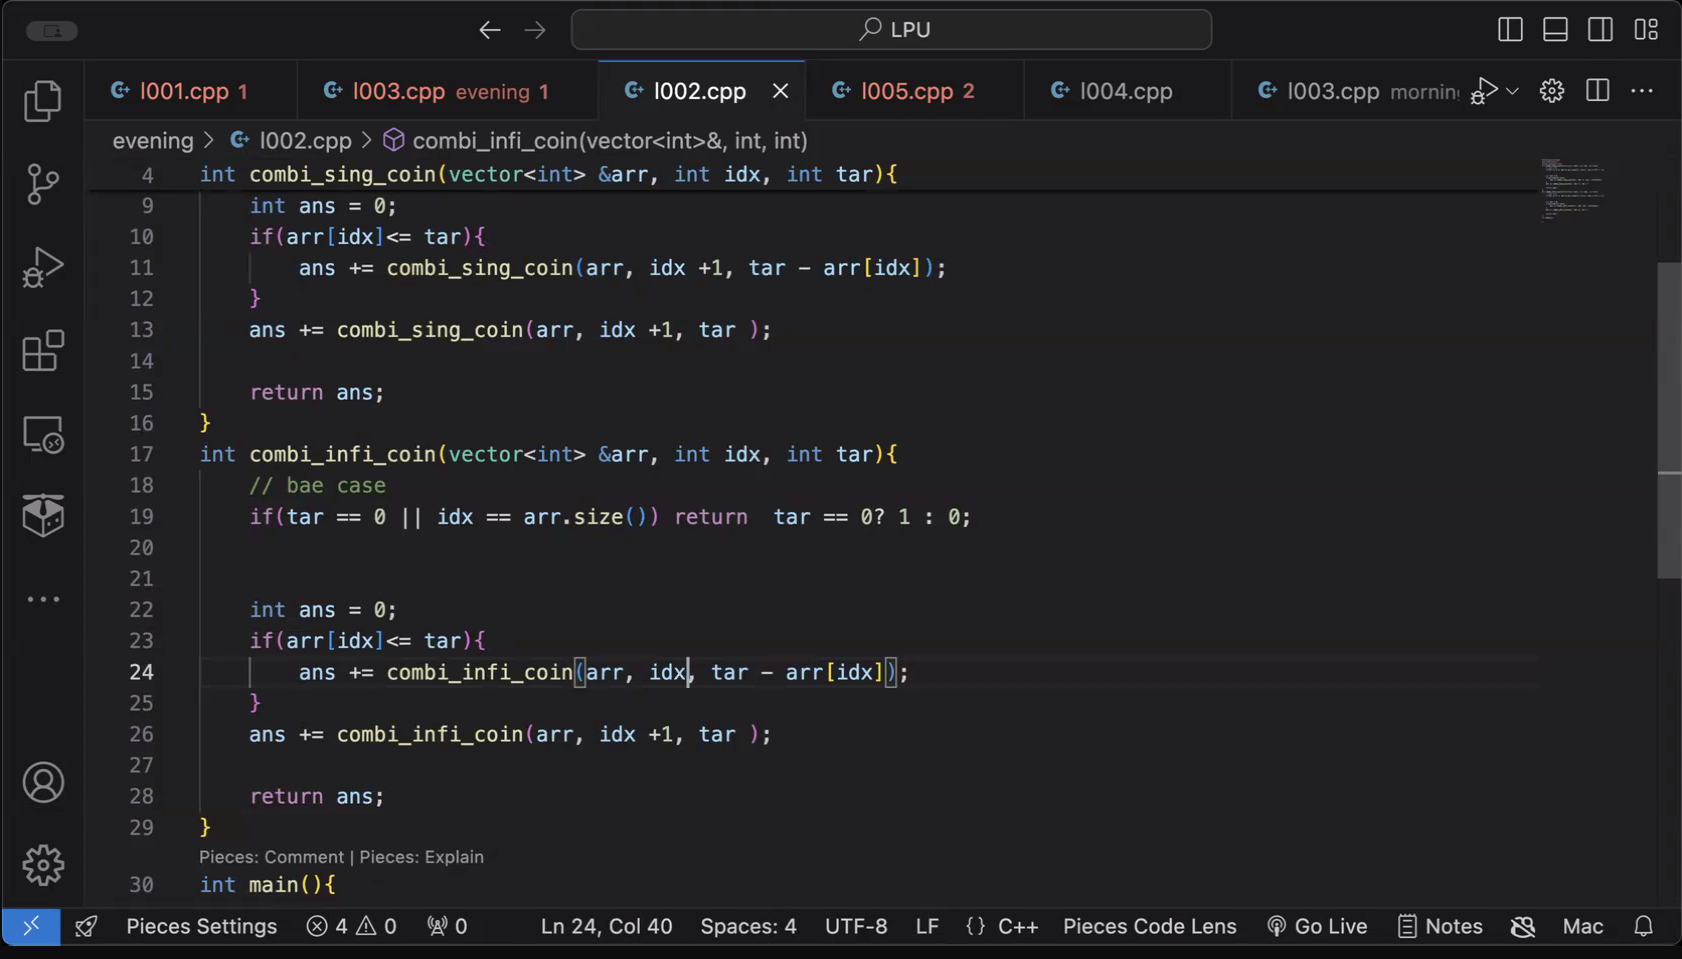 LPU
l001.cpp 1
l003.cpp evening 1
l002.cpp
l005.cpp 2
l004.cpp
l003.cpp morning
evening > l002.cpp > combi_infi_coin(vector<int>&, int, int)
4 int combi_sing_coin(vector<int> &arr, int idx, int tar){
9 int ans = 0;
10 if(arr[idx]<= tar){
11 ans += combi_sing_coin(arr, idx +1, tar - arr[idx]);
12 }
13 ans += combi_sing_coin(arr, idx +1, tar );
14
15 return ans;
16 }
17 int combi_infi_coin(vector<int> &arr, int idx, int tar){
18 // bae case
19 if(tar == 0 || idx == arr.size()) return  tar == 0? 1 : 0;
20
21
22 int ans = 0;
23 if(arr[idx]<= tar){
24 ans += combi_infi_coin(arr, idx, tar - arr[idx]);
25 }
26 ans += combi_infi_coin(arr, idx +1, tar );
27
28 return ans;
29 }
Pieces: Comment | Pieces: Explain
30 int main(){
Pieces Settings 4 0 0 Ln 24, Col 40 Spaces: 4 UTF-8 LF {} C++ Pieces Code Lens Go Live Notes Mac